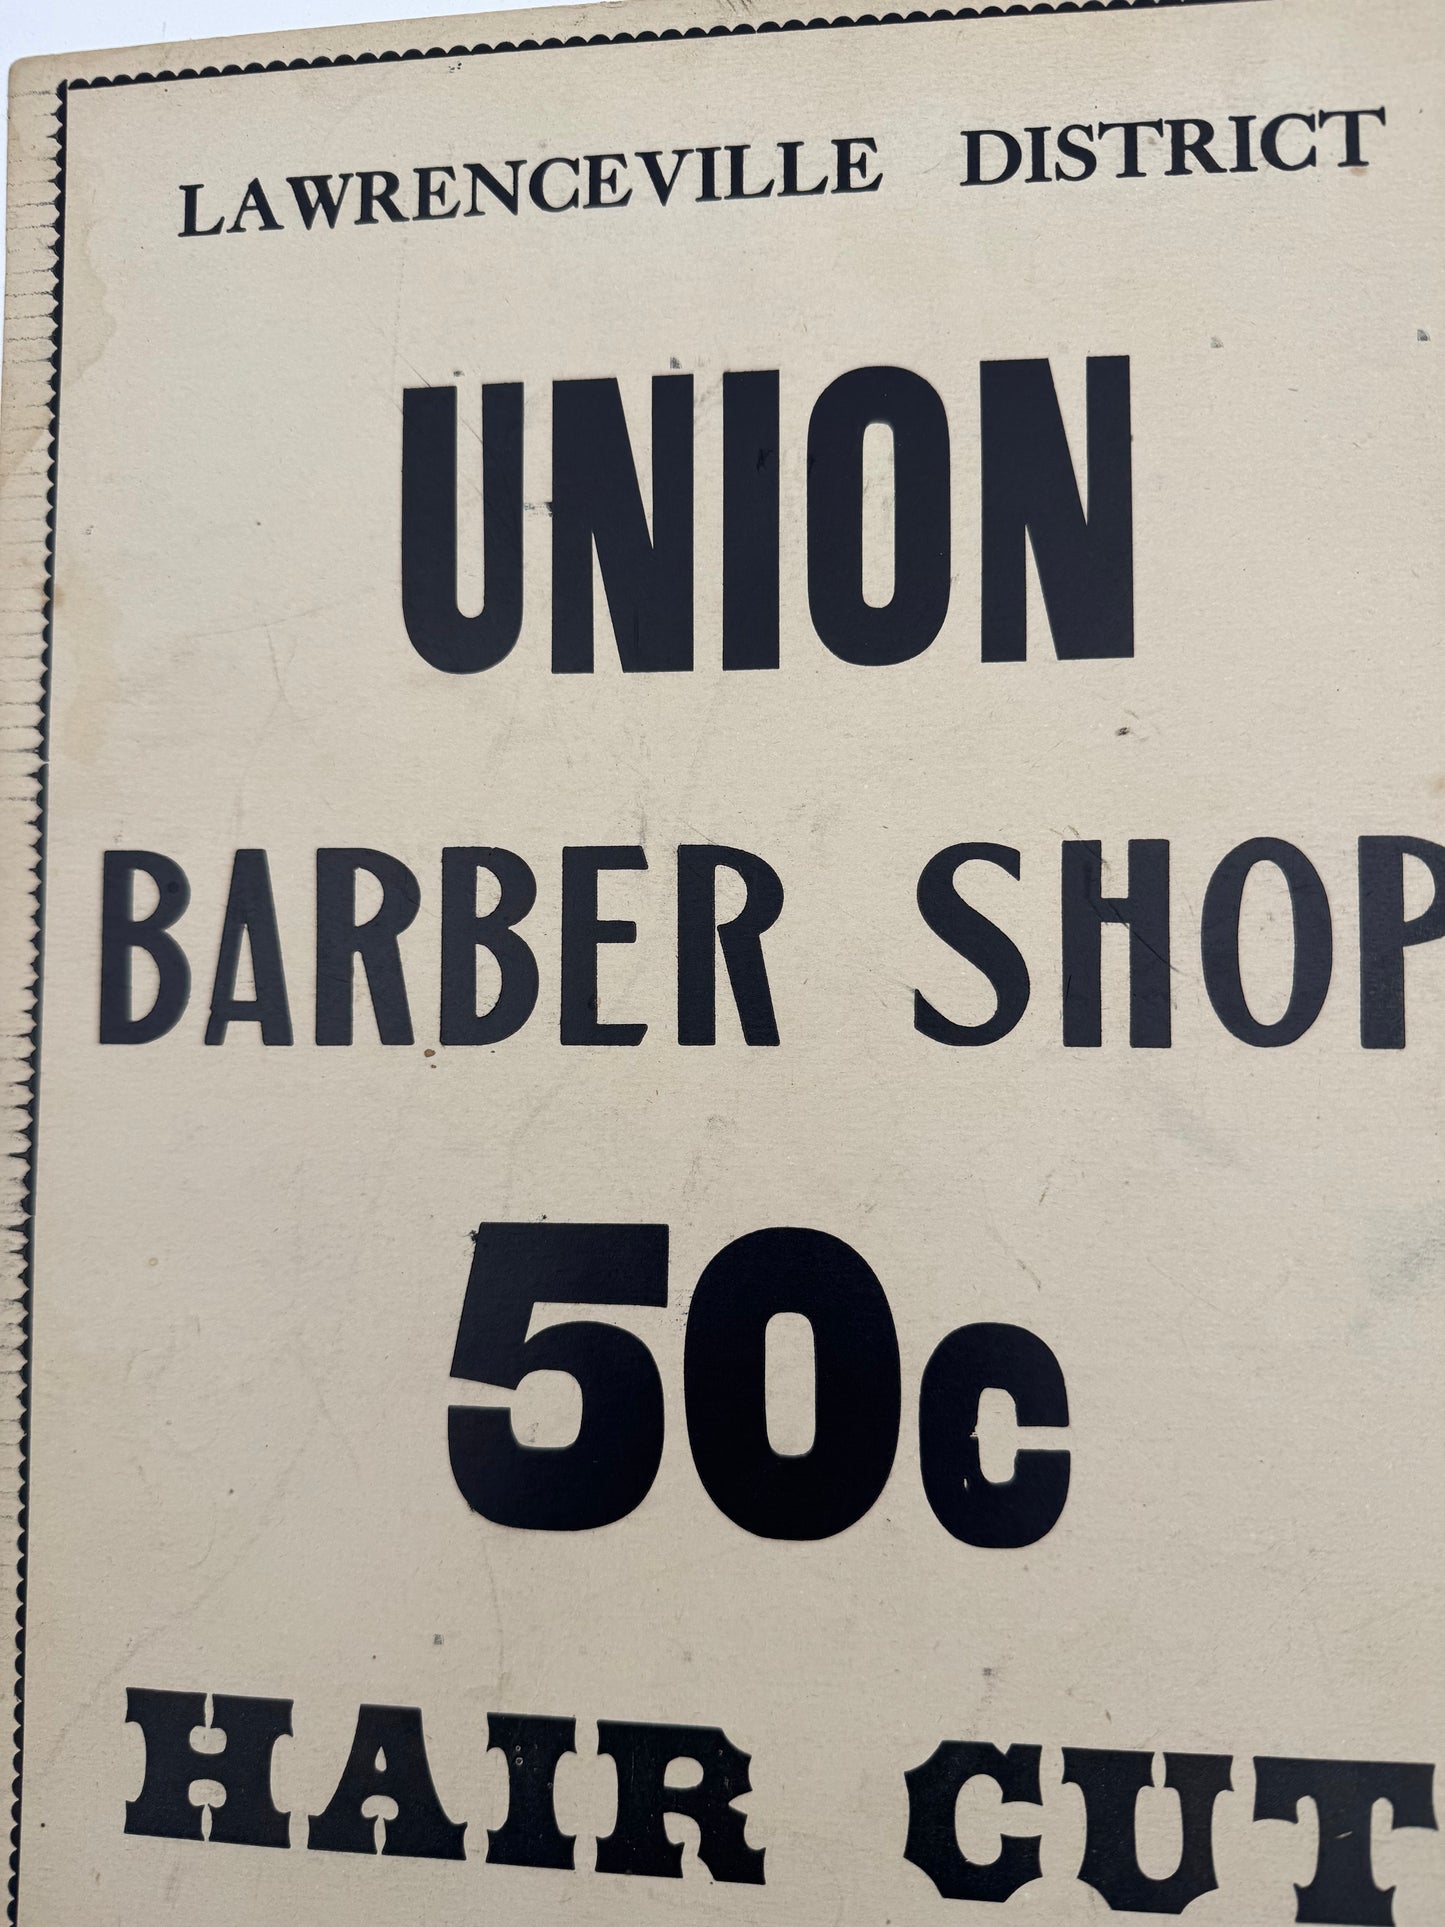 LAWRENCEVILLE DISTRICT
UNION
BARBER SHOP
50c
HAIR CUT